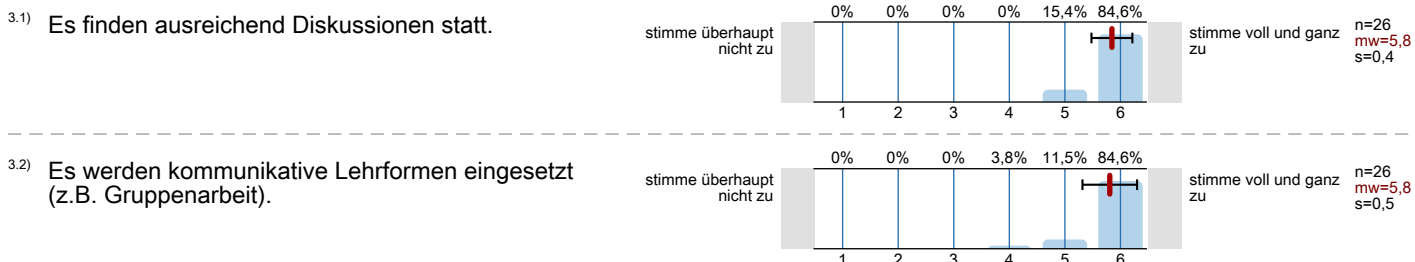 3.1) Es finden ausreichend Diskussionen statt.
stimme überhaupt
nicht zu
0% 0% 0% 0% 15,4% 84,6%
1 2 3 4 5 6
stimme voll und ganz
zu
n=26
mw=5,8
s=0,4
3.2) Es werden kommunikative Lehrformen eingesetzt
(z.B. Gruppenarbeit).
stimme überhaupt
nicht zu
0% 0% 0% 3,8% 11,5% 84,6%
1 2 3 4 5 6
stimme voll und ganz
zu
n=26
mw=5,8
s=0,5